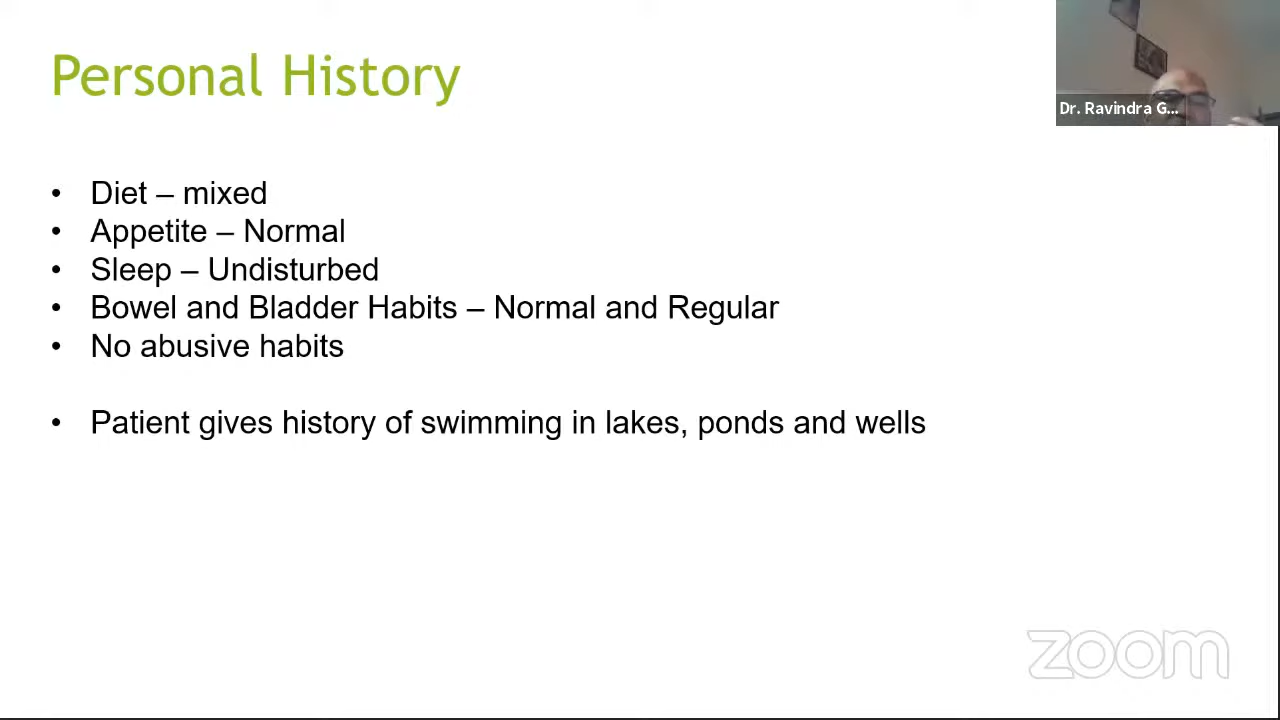 Personal History
Dr. Ravindra G...
• Diet – mixed
• Appetite – Normal
• Sleep – Undisturbed
• Bowel and Bladder Habits – Normal and Regular
• No abusive habits
• Patient gives history of swimming in lakes, ponds and wells
zoom